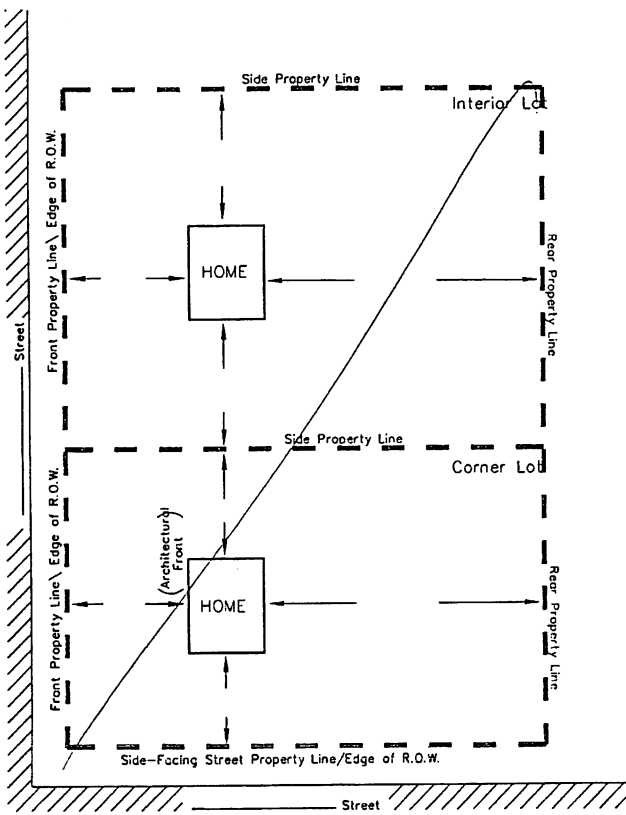 Side Property Line
Interior Lot
Front Property Line\ Edge of R.O.W.
HOME
Rear Property Line
Street
Side Property Line
Corner Lot
Front Property Line\ Edge of R.O.W.
(Architectural
Front)
HOME
Rear Property Line
Side-Facing Street Property Line/Edge of R.O.W.
Street